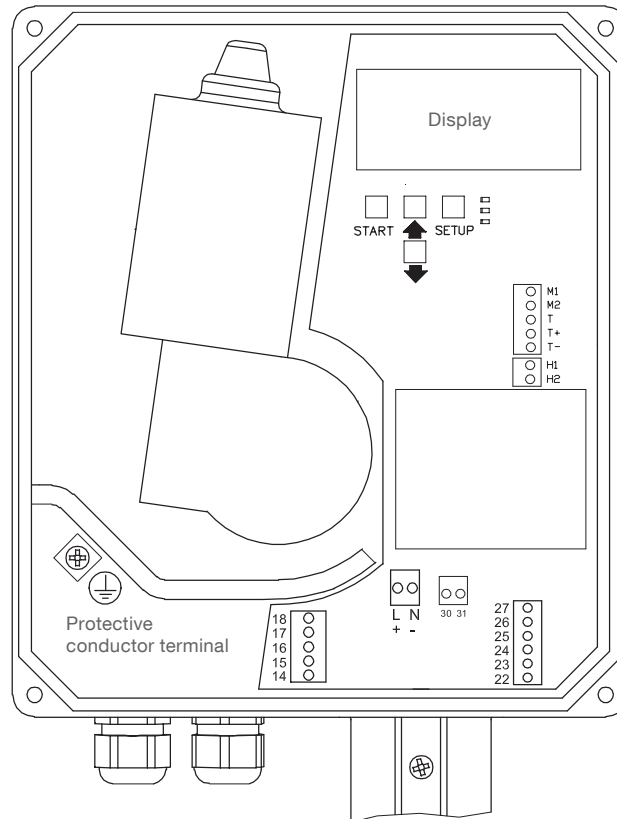 Display
START
SETUP
M1
M2
T
T+
T-
H1
H2
L N
+ -
30 31
Protective
conductor terminal
18
17
16
15
14
27
26
25
24
23
22